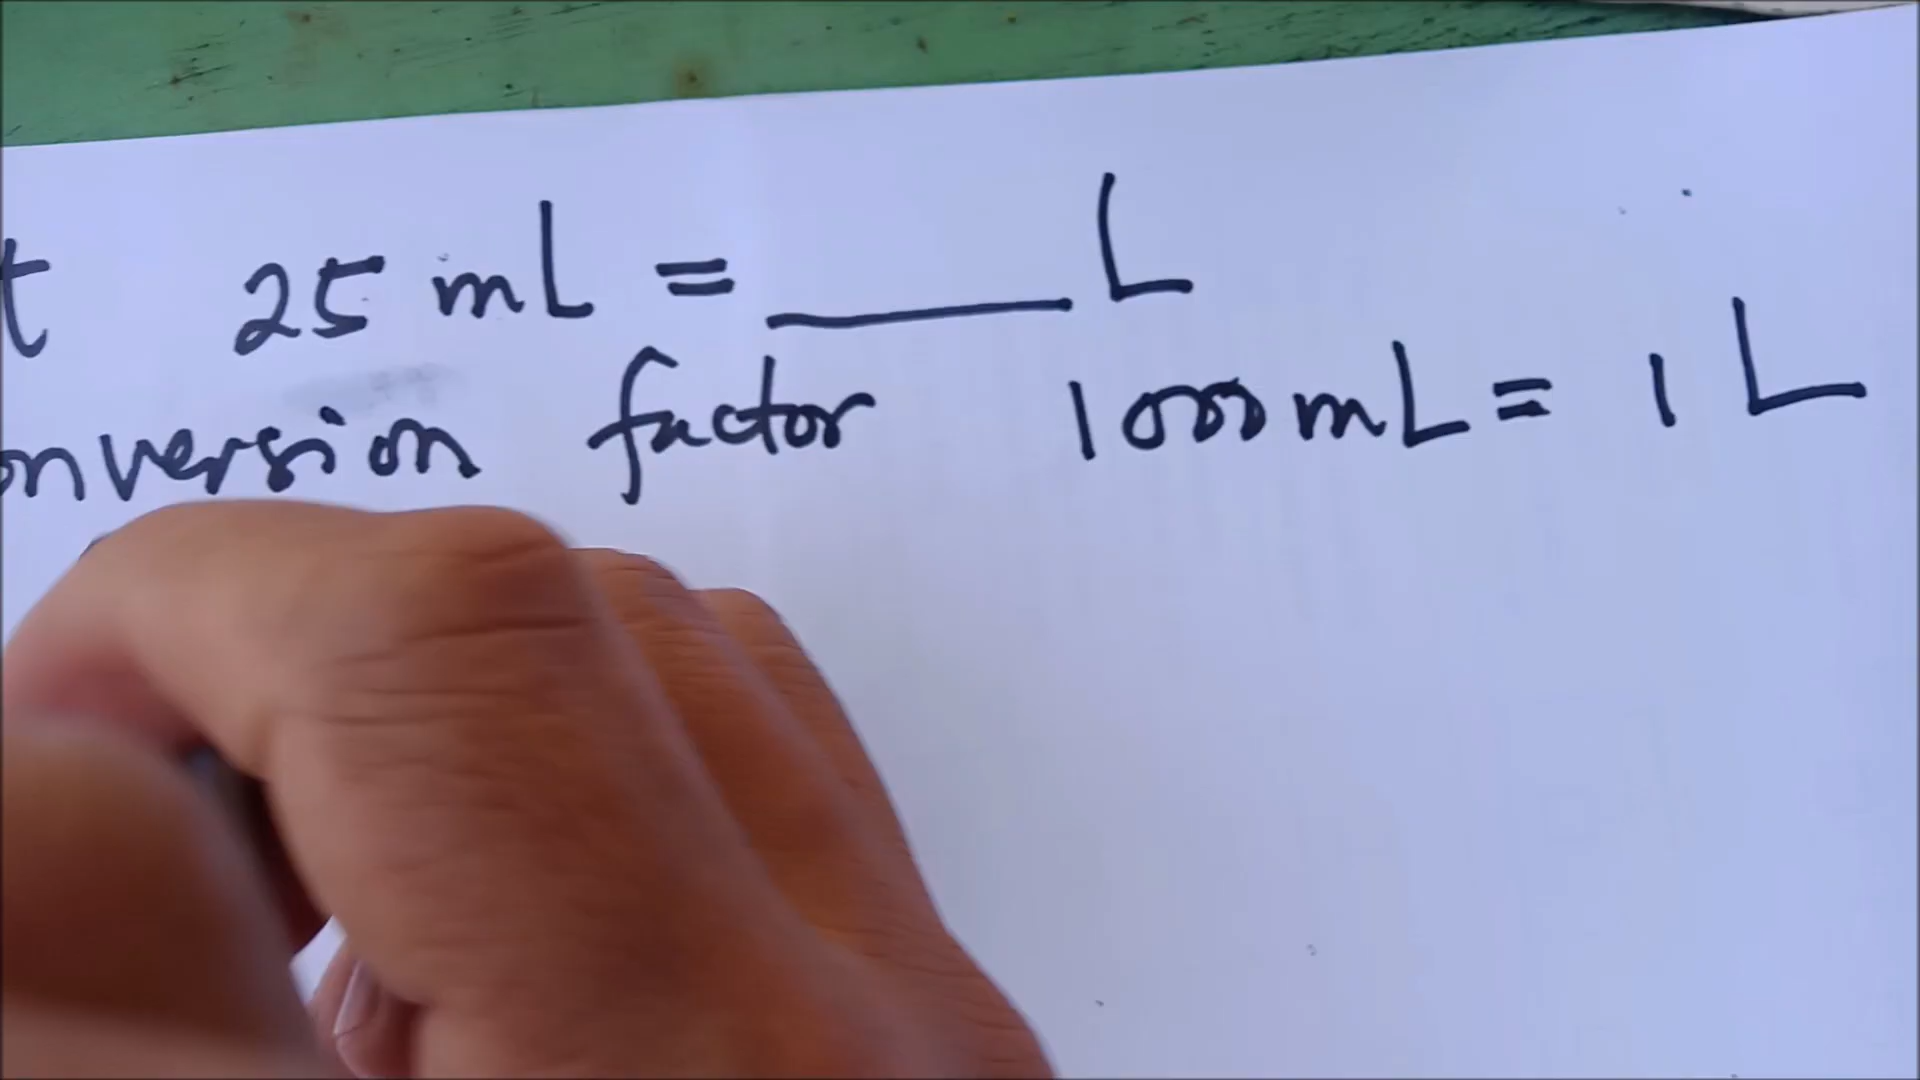 t 25 mL = ____ L
onversion factor 1000 mL = 1 L